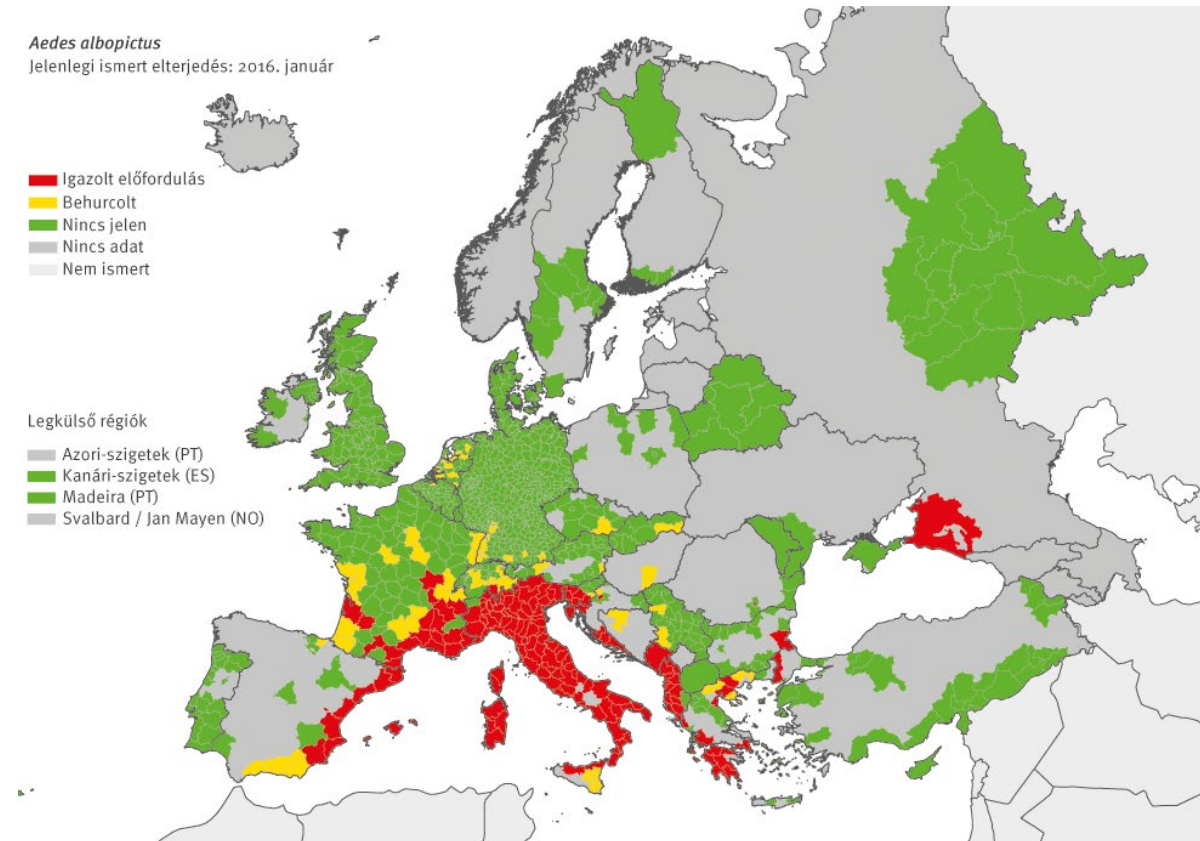 Aedes albopictus
Jelenlegi ismert elterjedés: 2016. január
Igazolt előfordulás
Behurcolt
Nincs jelen
Nincs adat
Nem ismert
Legkülső régiók
Azori-szigetek (PT)
Kanári-szigetek (ES)
Madeira (PT)
Svalbard / Jan Mayen (NO)